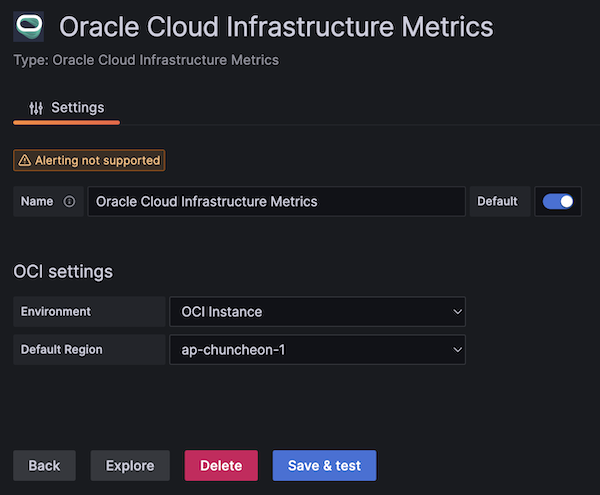 Oracle Cloud Infrastructure Metrics
Type: Oracle Cloud Infrastructure Metrics
Settings
Alerting not supported
Name Oracle Cloud Infrastructure Metrics Default
OCI settings
Environment OCI Instance
Default Region ap-chuncheon-1
Back Explore Delete Save & test